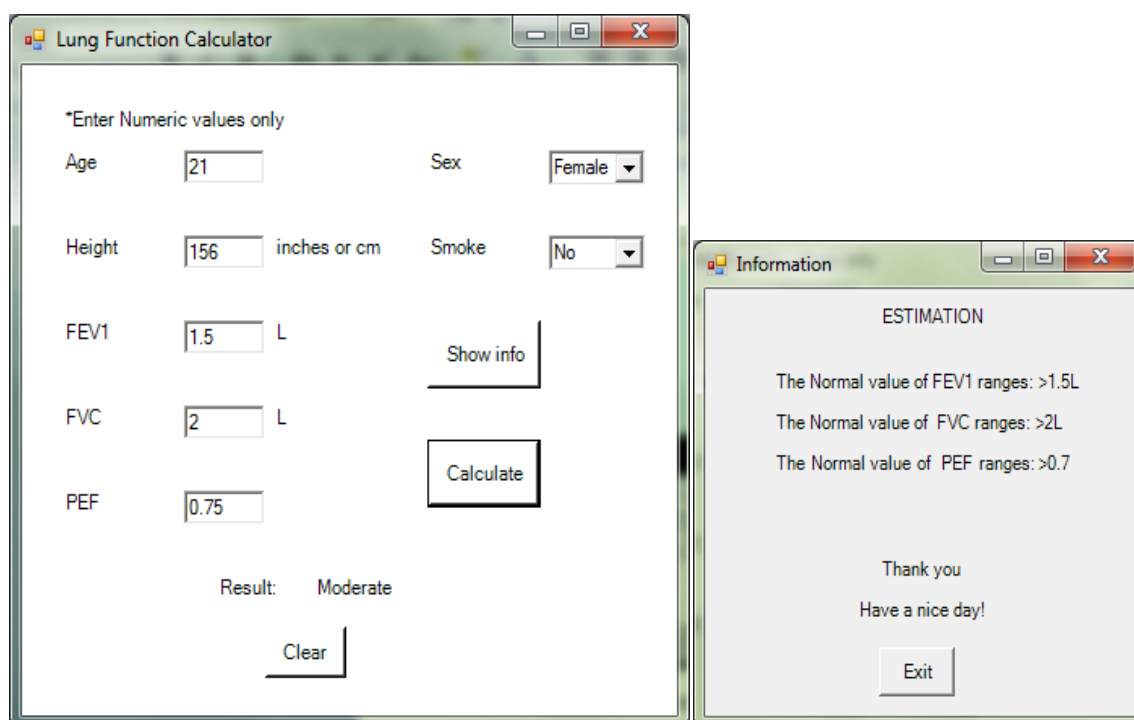 Lung Function Calculator
*Enter Numeric values only
Age 21 Sex Female
Height 156 inches or cm Smoke No
FEV1 1.5 L Show info
FVC 2 L
Calculate
PEF 0.75
Result: Moderate
Clear
Information
ESTIMATION
The Normal value of FEV1 ranges: >1.5L
The Normal value of  FVC ranges: >2L
The Normal value of  PEF ranges: >0.7
Thank you
Have a nice day!
Exit